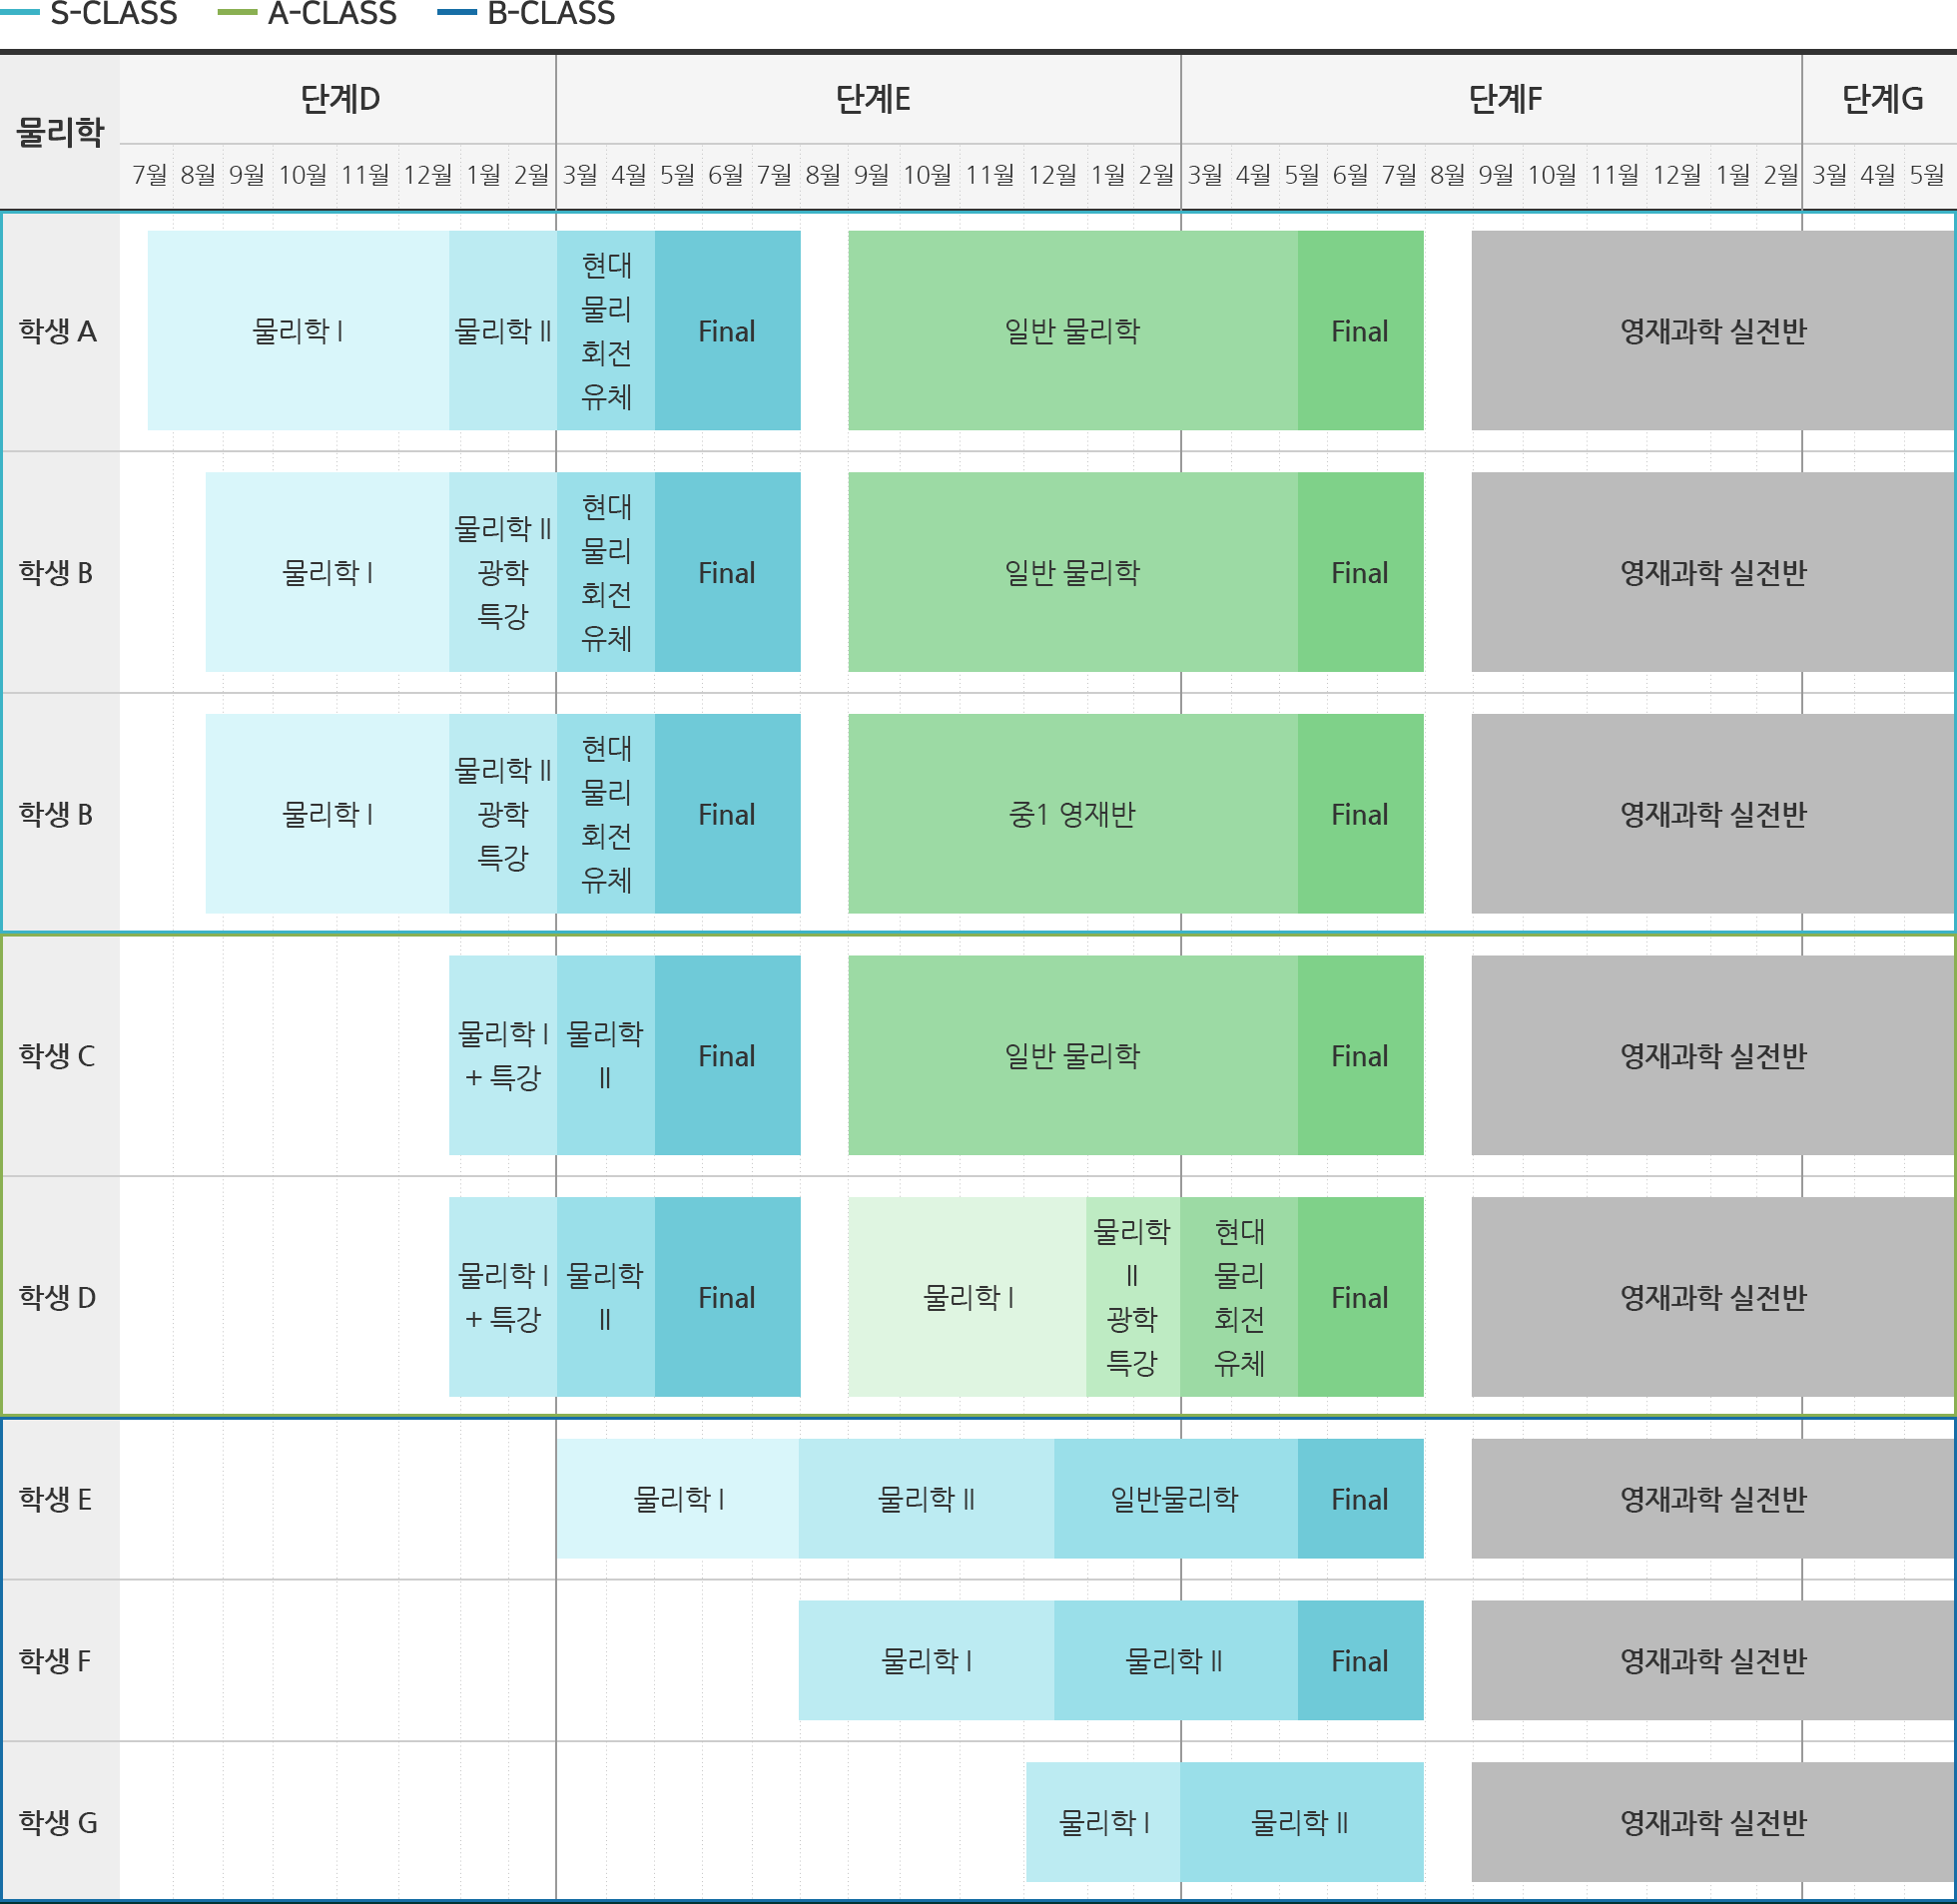 S-CLASS A-CLASS B-CLASS
물리학 단계D 단계E 단계F 단계G
7월 8월 9월 10월 11월 12월 1월 2월 3월 4월 5월 6월 7월 8월 9월 10월 11월 12월 1월 2월 3월 4월 5월 6월 7월 8월 9월 10월 11월 12월 1월 2월 3월 4월 5월
학생 A
물리학 I
물리학 II
현대
물리
회전
유체
Final
일반 물리학
Final
영재과학 실전반
학생 B
물리학 I
물리학 II
광학
특강
현대
물리
회전
유체
Final
일반 물리학
Final
영재과학 실전반
학생 B
물리학 I
물리학 II
광학
특강
현대
물리
회전
유체
Final
중1 영재반
Final
영재과학 실전반
학생 C
물리학 I
+ 특강
물리학
II
Final
일반 물리학
Final
영재과학 실전반
학생 D
물리학 I
+ 특강
물리학
II
Final
물리학 I
물리학
II
광학
특강
현대
물리
회전
유체
Final
영재과학 실전반
학생 E
물리학 I
물리학 II
일반물리학
Final
영재과학 실전반
학생 F
물리학 I
물리학 II
Final
영재과학 실전반
학생 G
물리학 I
물리학 II
영재과학 실전반